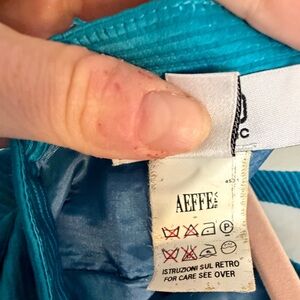 C
AEFFE
ISTRUZIONI SUL RETRO
FOR CARE SEE OVER